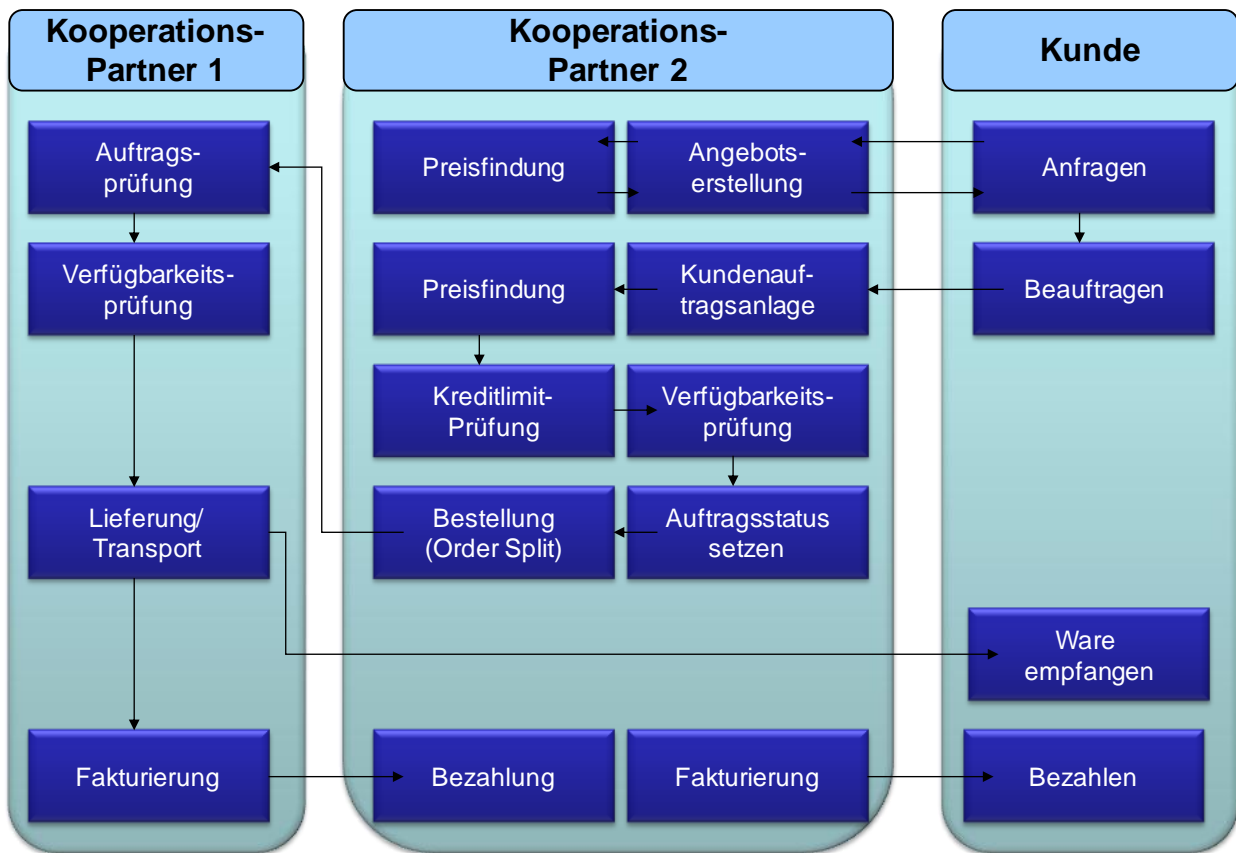 Kooperations-
Partner 1
Kooperations-
Partner 2
Kunde
Auftrags-
prüfung
Preisfindung
Angebots-
erstellung
Anfragen
Verfügbarkeits-
prüfung
Preisfindung
Kundenauf-
tragsanlage
Beauftragen
Kreditlimit-
Prüfung
Verfügbarkeits-
prüfung
Lieferung/
Transport
Bestellung
(Order Split)
Auftragsstatus
setzen
Ware
empfangen
Fakturierung
Bezahlung
Fakturierung
Bezahlen